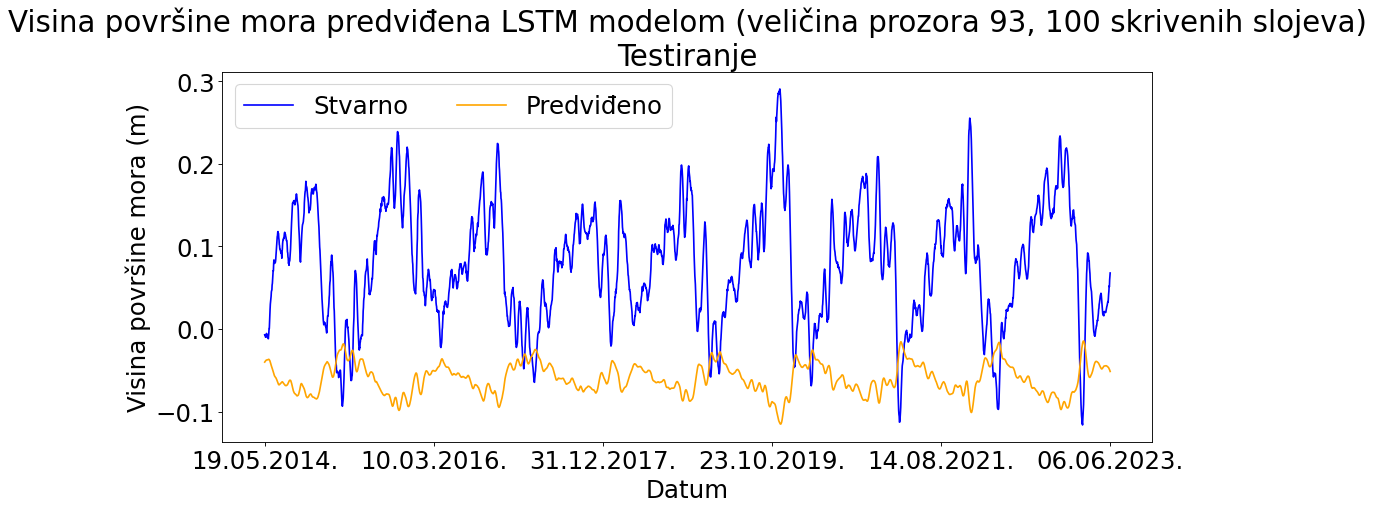 Visina površine mora predviđena LSTM modelom (veličina prozora 93, 100 skrivenih slojeva)
Testiranje
Stvarno
Predviđeno
Visina površine mora (m)
0.3
0.2
0.1
0.0
−0.1
19.05.2014.
10.03.2016.
31.12.2017.
23.10.2019.
14.08.2021.
06.06.2023.
Datum